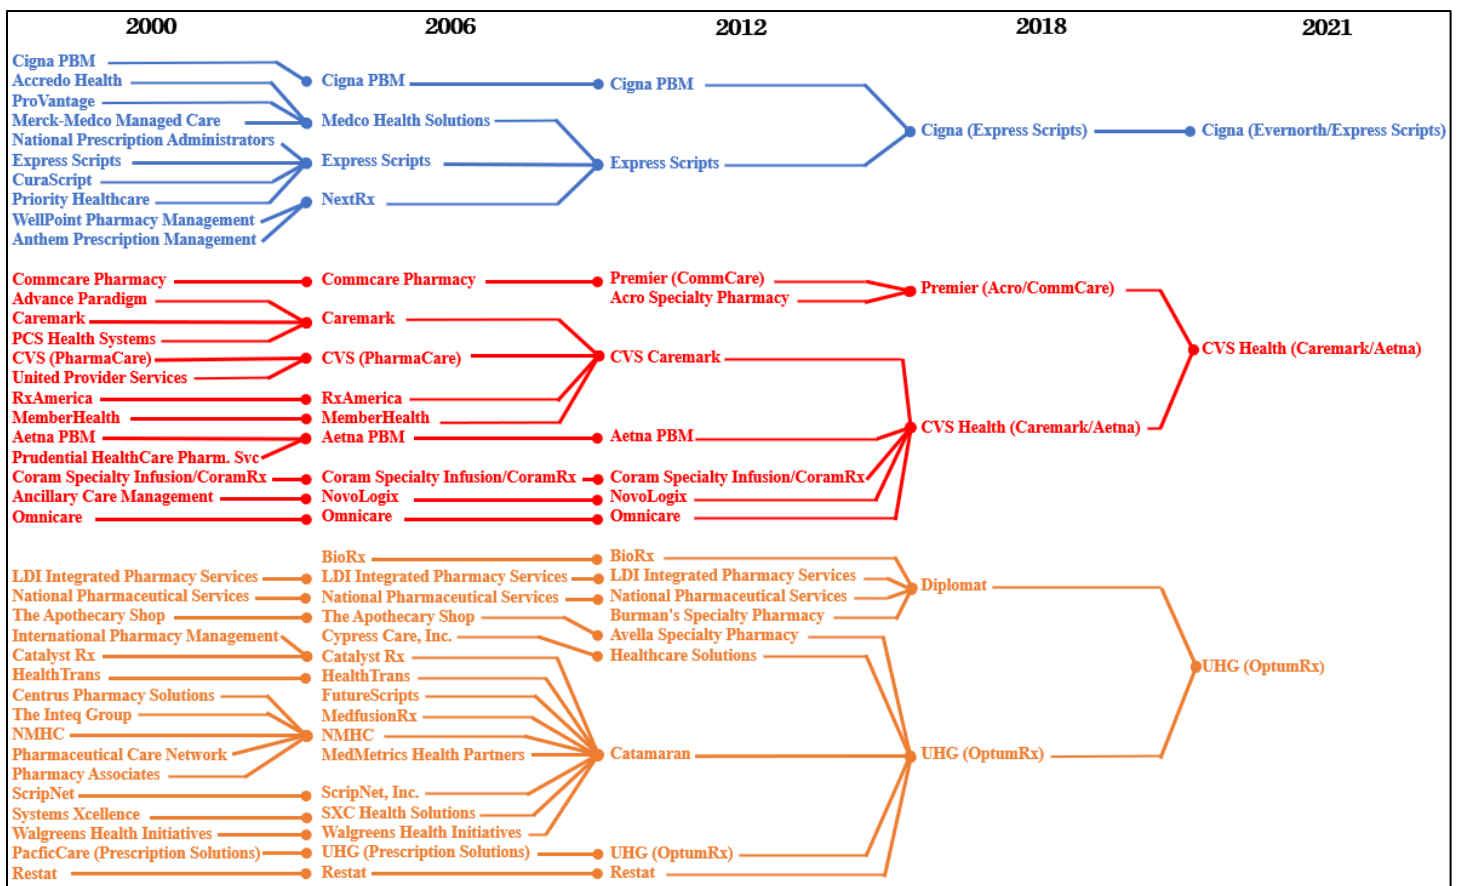 2000 2006 2012 2018 2021
Cigna PBM
Accredo Health
ProVantage
Merck-Medco Managed Care
National Prescription Administrators
Express Scripts
CuraScript
Priority Healthcare
WellPoint Pharmacy Management
Anthem Prescription Management
Cigna PBM
Medco Health Solutions
Express Scripts
NextRx
Cigna PBM
Express Scripts
Cigna (Express Scripts)
Cigna (Evernorth/Express Scripts)
Commcare Pharmacy
Advance Paradigm
Caremark
PCS Health Systems
CVS (PharmaCare)
United Provider Services
RxAmerica
MemberHealth
Aetna PBM
Prudential HealthCare Pharm. Svc
Coram Specialty Infusion/CoramRx
Ancillary Care Management
Omnicare
Commcare Pharmacy
Caremark
CVS (PharmaCare)
RxAmerica
MemberHealth
Aetna PBM
Coram Specialty Infusion/CoramRx
NovoLogix
Omnicare
Premier (CommCare)
Acro Specialty Pharmacy
CVS Caremark
Aetna PBM
Coram Specialty Infusion/CoramRx
NovoLogix
Omnicare
Premier (Acro/CommCare)
CVS Health (Caremark/Aetna)
CVS Health (Caremark/Aetna)
LDI Integrated Pharmacy Services
National Pharmaceutical Services
The Apothecary Shop
International Pharmacy Management
Catalyst Rx
HealthTrans
Centrus Pharmacy Solutions
The Inteq Group
NMHC
Pharmaceutical Care Network
Pharmacy Associates
ScripNet
Systems Xcellence
Walgreens Health Initiatives
PacficCare (Prescription Solutions)
Restat
BioRx
LDI Integrated Pharmacy Services
National Pharmaceutical Services
The Apothecary Shop
Cypress Care, Inc.
Catalyst Rx
HealthTrans
FutureScripts
MedfusionRx
NMHC
MedMetrics Health Partners
ScripNet, Inc.
SXC Health Solutions
Walgreens Health Initiatives
UHG (Prescription Solutions)
Restat
BioRx
LDI Integrated Pharmacy Services
National Pharmaceutical Services
Burman's Specialty Pharmacy
Avella Specialty Pharmacy
Healthcare Solutions
Catamaran
UHG (OptumRx)
Restat
Diplomat
UHG (OptumRx)
UHG (OptumRx)